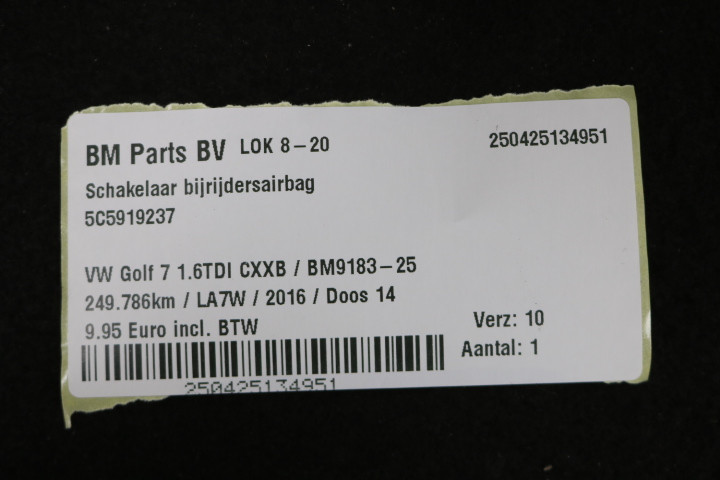 BM Parts BV LOK 8-20 250425134951
Schakelaar bijrijdersairbag
5C5919237
VW Golf 7 1.6TDI CXXB / BM9183-25
249.786km / LA7W / 2016 / Doos 14
9.95 Euro incl. BTW
Verz: 10
Aantal: 1
250425134951